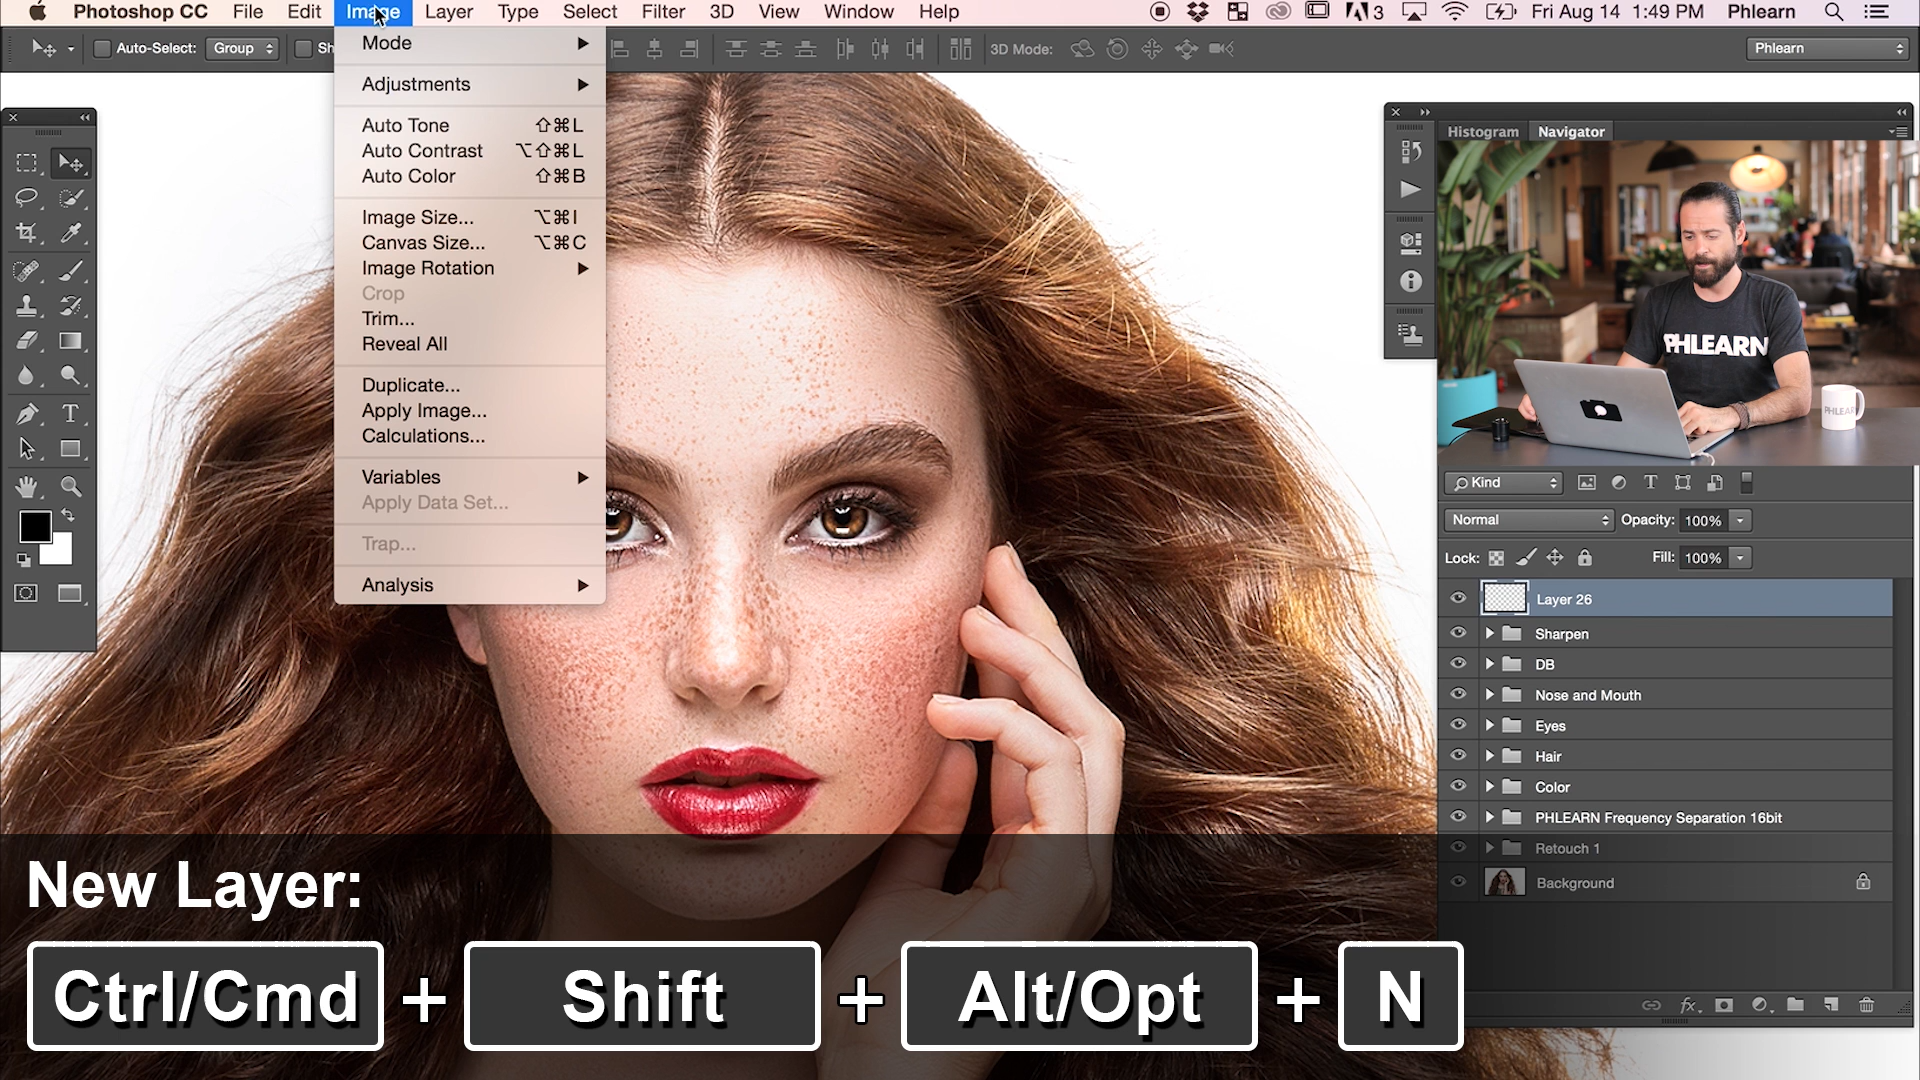 Photoshop CC File Edit Image Layer Type Select Filter 3D View Window Help
3 Fri Aug 14 1:49 PM Phlearn
Auto-Select: Group Sh
3D Mode:
Phlearn
Mode
Adjustments
Auto Tone ⇧⌘L
Auto Contrast ⌥⇧⌘L
Auto Color ⇧⌘B
Image Size... ⌥⌘I
Canvas Size... ⌥⌘C
Image Rotation
Crop
Trim...
Reveal All
Duplicate...
Apply Image...
Calculations...
Variables
Apply Data Set...
Trap...
Analysis
Histogram Navigator
PHLEARN
PHLEARN
Kind
Normal Opacity: 100%
Lock: Fill: 100%
Layer 26
Sharpen
DB
Nose and Mouth
Eyes
Hair
Color
PHLEARN Frequency Separation 16bit
Retouch 1
Background
New Layer:
Ctrl/Cmd + Shift + Alt/Opt + N